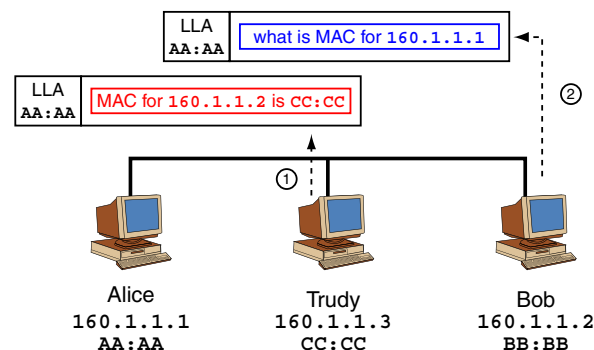 LLA
AA:AA
what is MAC for 160.1.1.1
LLA
AA:AA
MAC for 160.1.1.2 is CC:CC
2
1
Alice
160.1.1.1
AA:AA
Trudy
160.1.1.3
CC:CC
Bob
160.1.1.2
BB:BB